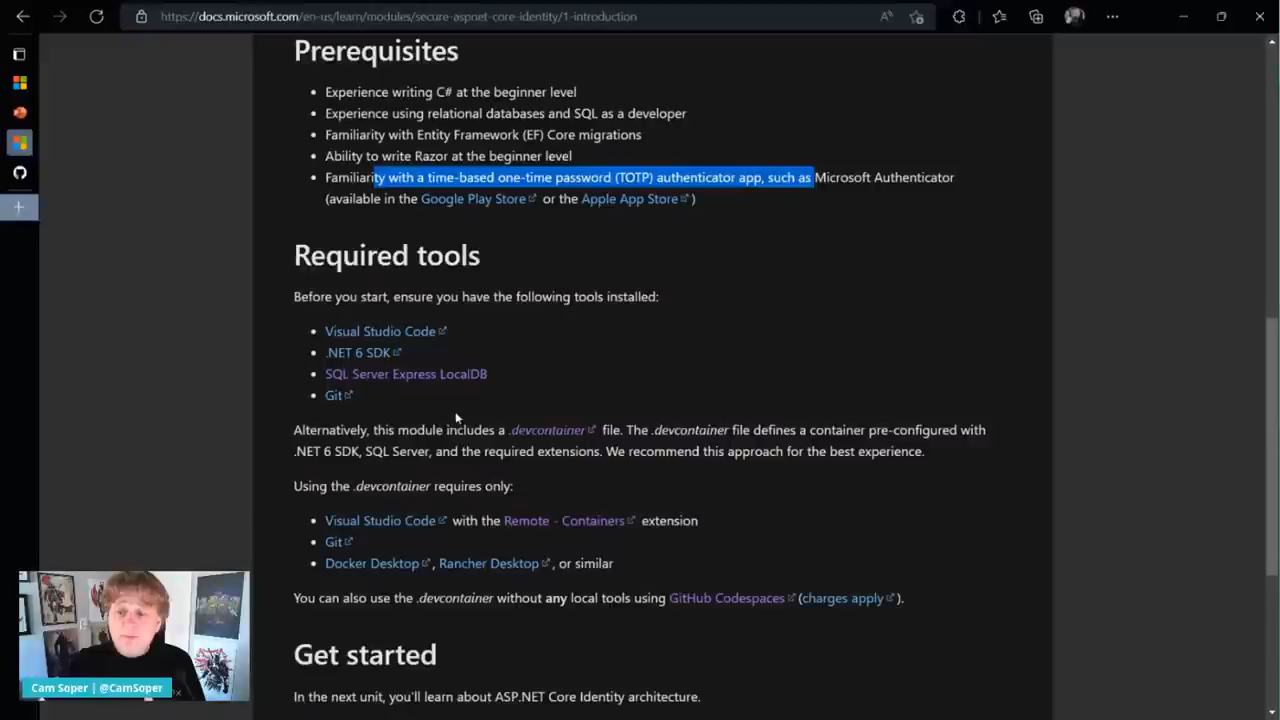 https://docs.microsoft.com/en-us/learn/modules/secure-aspnet-core-identity/1-introduction
Prerequisites
• Experience writing C# at the beginner level
• Experience using relational databases and SQL as a developer
• Familiarity with Entity Framework (EF) Core migrations
• Ability to write Razor at the beginner level
• Familiarity with a time-based one-time password (TOTP) authenticator app, such as Microsoft Authenticator
(available in the Google Play Store or the Apple App Store)
Required tools
Before you start, ensure you have the following tools installed:
• Visual Studio Code
• .NET 6 SDK
• SQL Server Express LocalDB
• Git
Alternatively, this module includes a .devcontainer file. The .devcontainer file defines a container pre-configured with
.NET 6 SDK, SQL Server, and the required extensions. We recommend this approach for the best experience.
Using the .devcontainer requires only:
• Visual Studio Code with the Remote - Containers extension
• Git
• Docker Desktop, Rancher Desktop, or similar
You can also use the .devcontainer without any local tools using GitHub Codespaces (charges apply).
Get started
In the next unit, you'll learn about ASP.NET Core Identity architecture.
Cam Soper | @CamSoper